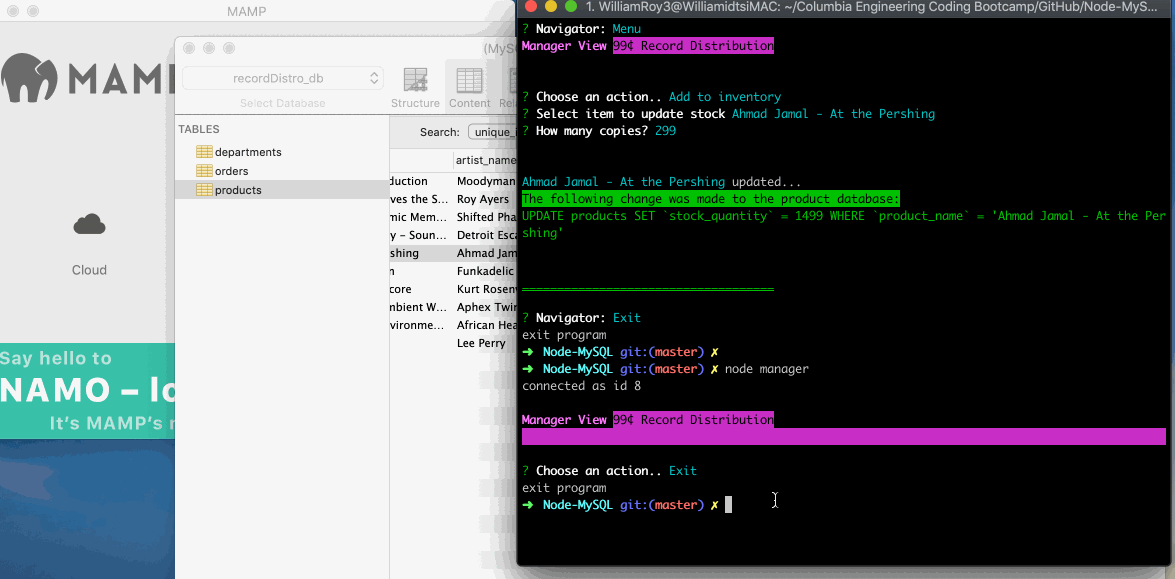 MAMP
MAM
Cloud
Say hello to
NAMO – lo
It's MAMP's
(MyS
recordDistro_db
Select Database
Structure
Content
Rela
TABLES
departments
orders
products
Search:
unique_i
artist_name
duction Moodyman
ves the S... Roy Ayers
mic Mem... Shifted Pha
y – Soun... Detroit Esca
shing Ahmad Jam
n Funkadelic
core Kurt Rosenw
mbient W... Aphex Twin
vironme... African Hea
Lee Perry
1. WilliamRoy3@WilliamidtsiMAC: ~/Columbia Engineering Coding Bootcamp/GitHub/Node-MyS...
? Navigator: Menu
Manager View 99¢ Record Distribution
? Choose an action.. Add to inventory
? Select item to update stock Ahmad Jamal - At the Pershing
? How many copies? 299
Ahmad Jamal - At the Pershing updated...
The following change was made to the product database:
UPDATE products SET `stock_quantity` = 1499 WHERE `product_name` = 'Ahmad Jamal - At the Per
shing'
====================================
? Navigator: Exit
exit program
➜ Node-MySQL git:(master) ✗
➜ Node-MySQL git:(master) ✗ node manager
connected as id 8
Manager View 99¢ Record Distribution
? Choose an action.. Exit
exit program
➜ Node-MySQL git:(master) ✗